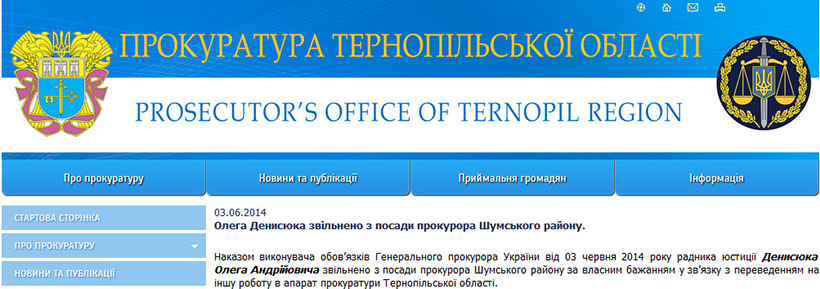 ПРОКУРАТУРА ТЕРНОПІЛЬСЬКОЇ ОБЛАСТІ
PROSECUTOR'S OFFICE OF TERNOPIL REGION
Про прокуратуру Новини та публікації Приймальня громадян Інформація
СТАРТОВА СТОРІНКА
ПРО ПРОКУРАТУРУ
НОВИНИ ТА ПУБЛІКАЦІЇ
03.06.2014
Олега Денисюка звільнено з посади прокурора Шумського району.
Наказом виконувача обов'язків Генерального прокурора України від 03 червня 2014 року радника юстиції Денисюка
Олега Андрійовича звільнено з посади прокурора Шумського району за власним бажанням у зв'язку з переведенням на
іншу роботу в апарат прокуратури Тернопільської області.